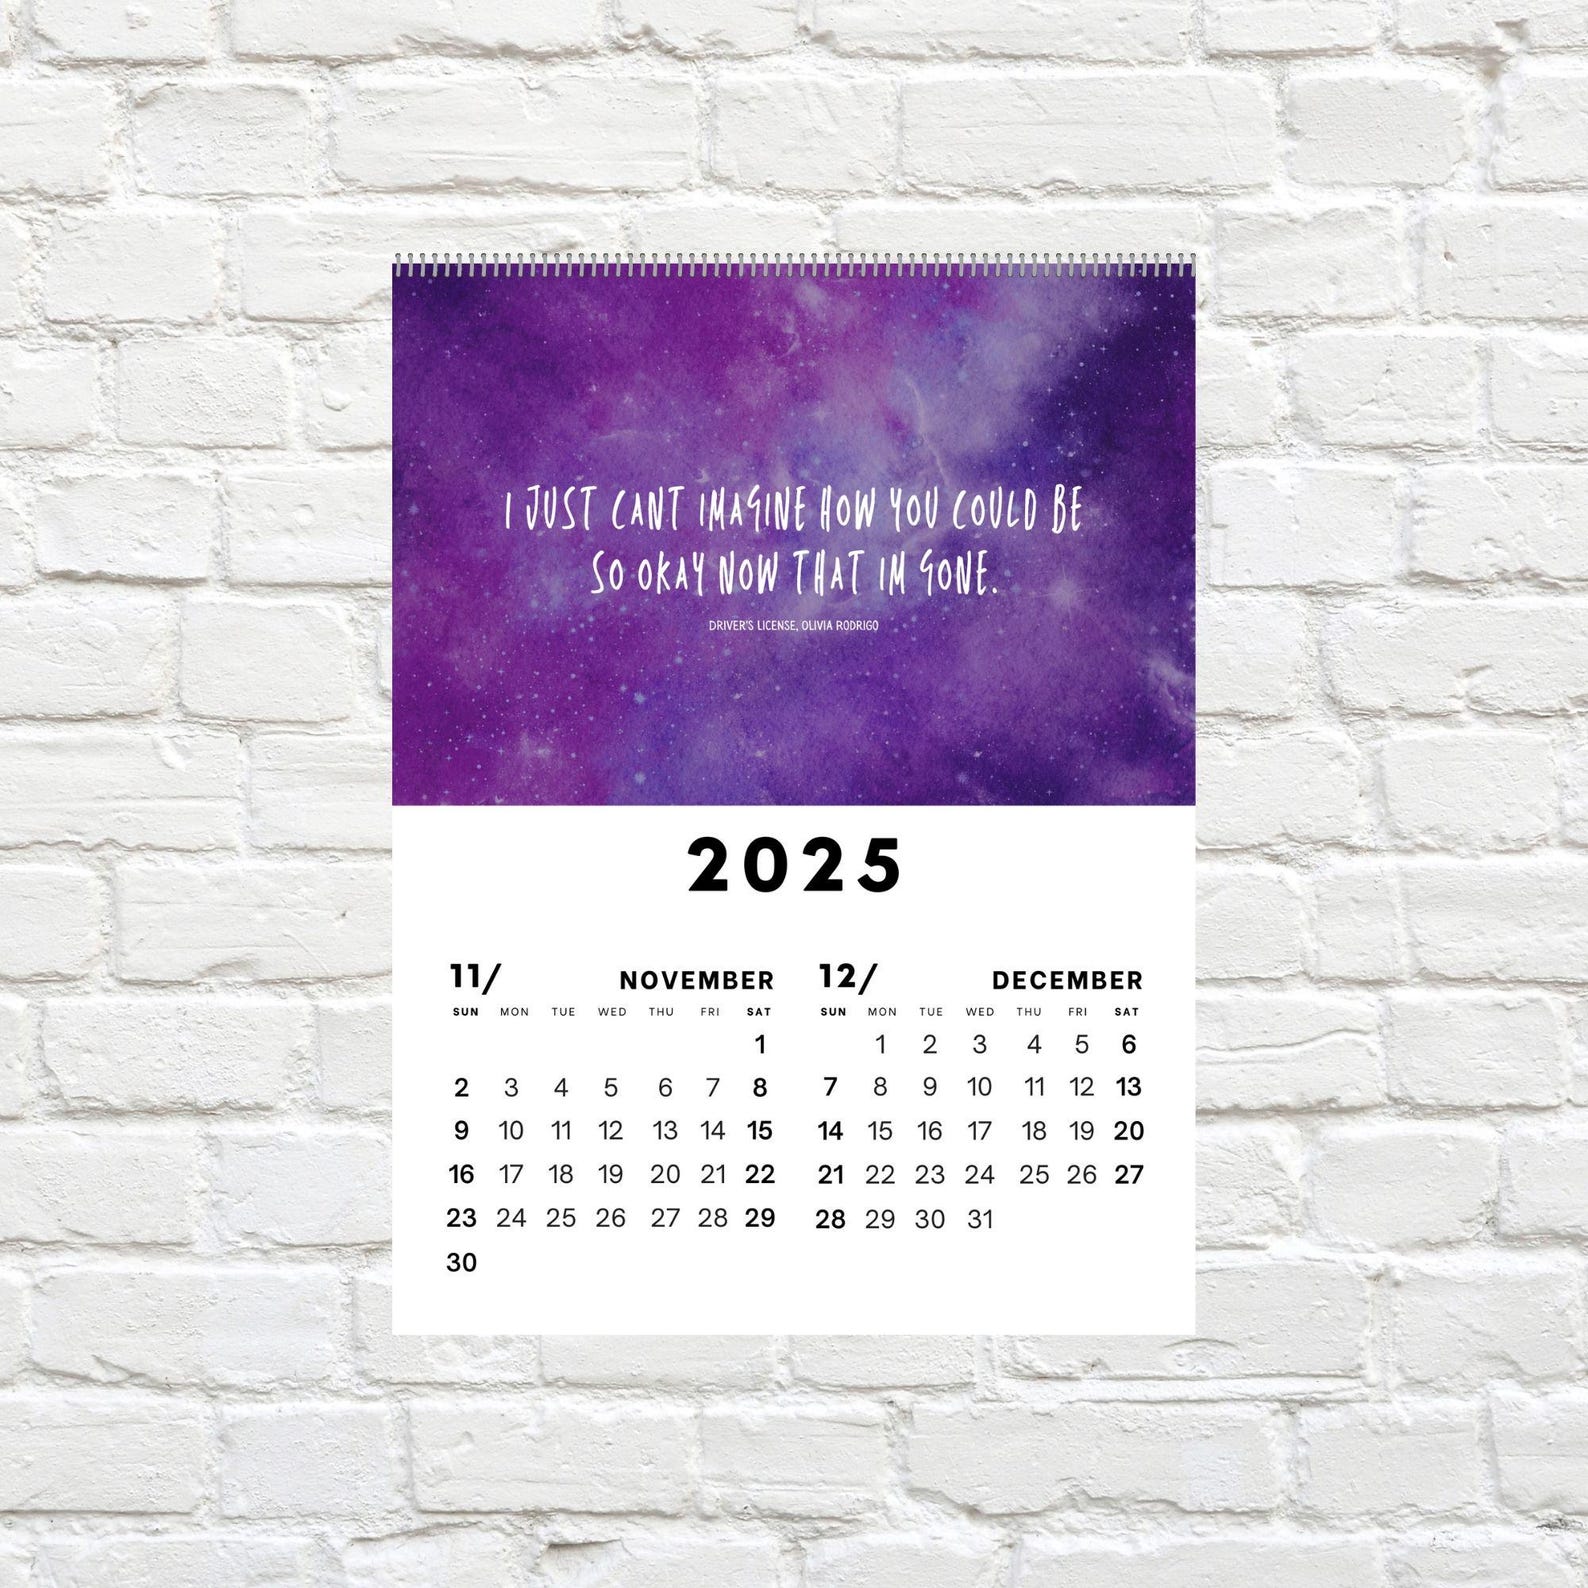 I JUST CANT IMAGINE HOW YOU COULD BE
SO OKAY NOW THAT IM GONE.
DRIVER'S LICENSE, OLIVIA RODRIGO
2025
11/ NOVEMBER
SUN MON TUE WED THU FRI SAT
1
2 3 4 5 6 7 8
9 10 11 12 13 14 15
16 17 18 19 20 21 22
23 24 25 26 27 28 29
30
12/ DECEMBER
SUN MON TUE WED THU FRI SAT
1 2 3 4 5 6
7 8 9 10 11 12 13
14 15 16 17 18 19 20
21 22 23 24 25 26 27
28 29 30 31